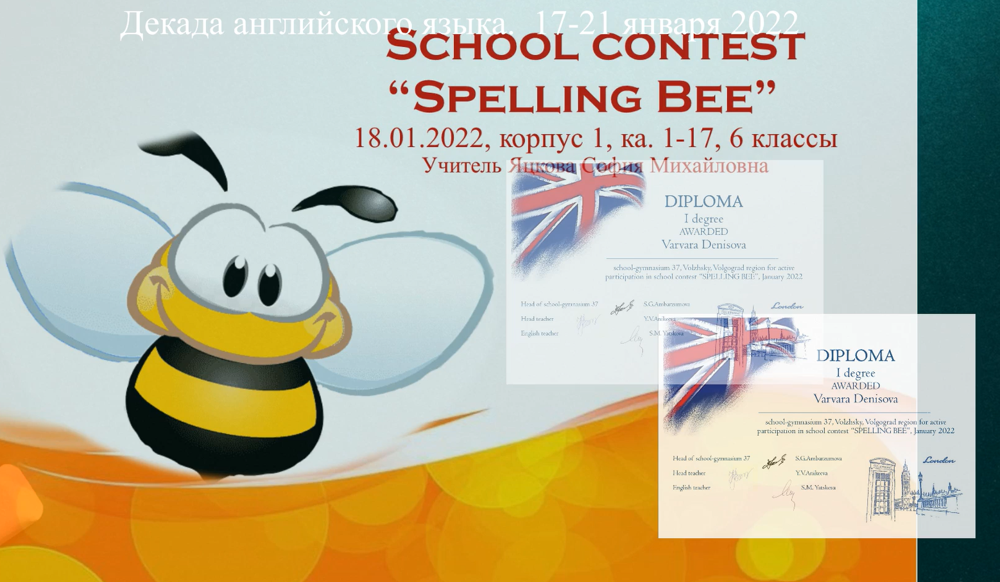 Декада английского языка. 17-21 января 2022
SCHOOL CONTEST
“SPELLING BEE”
18.01.2022, корпус 1, ка. 1-17, 6 классы
Учитель Яцкова София Михайловна
DIPLOMA
I degree
AWARDED
Varvara Denisova
school-gymnasium 37, Volzhsky, Volgograd region for active
participation in school contest “SPELLING BEE”, January 2022
Head of school-gymnasium 37 S.G.Ambarzumova
London
Head teacher Y.V.Anikeeva
English teacher S.M. Yatskova
DIPLOMA
I degree
AWARDED
Varvara Denisova
school-gymnasium 37, Volzhsky, Volgograd region for active
participation in school contest “SPELLING BEE”, January 2022
Head of school-gymnasium 37 S.G.Ambarzumova
London
Head teacher Y.V.Anikeeva
English teacher S.M. Yatskova